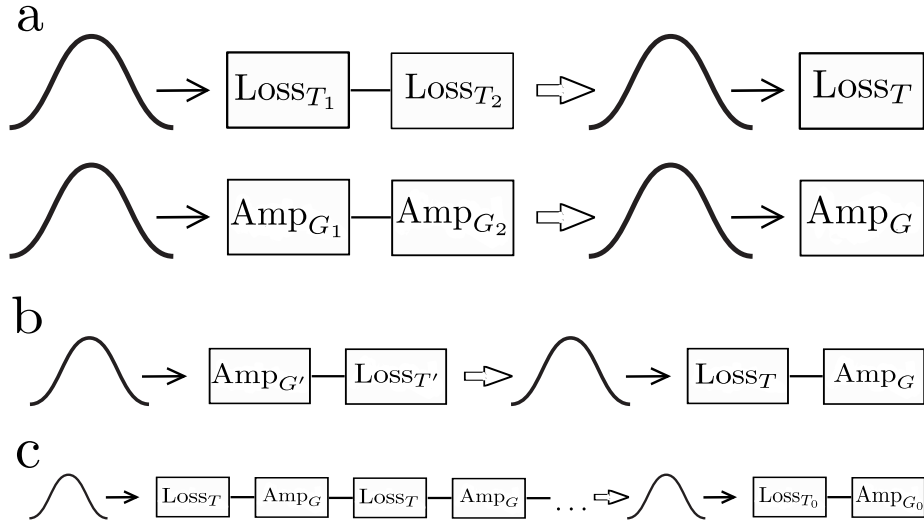 a
Loss_{T_1} Loss_{T_2} Loss_T
Amp_{G_1} Amp_{G_2} Amp_G
b
Amp_{G'} Loss_{T'} Loss_T Amp_G
c
Loss_T Amp_G Loss_T Amp_G ... Loss_{T_0} Amp_{G_0}